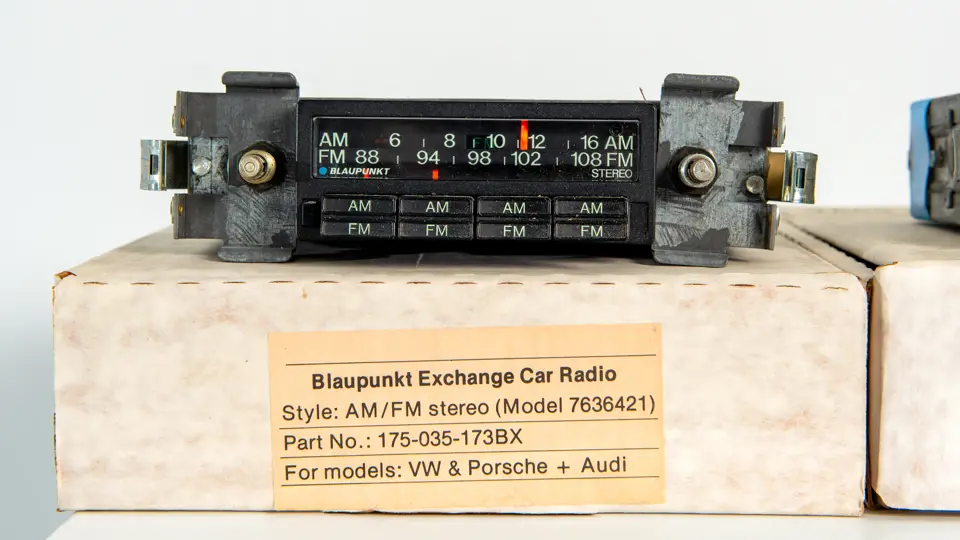 AM 6 8 10 12 16 AM
FM 88 94 98 102 108 FM
BLAUPUNKT STEREO
AM AM AM AM
FM FM FM FM
Blaupunkt Exchange Car Radio
Style: AM/FM stereo (Model 7636421)
Part No.: 175-035-173BX
For models: VW & Porsche + Audi